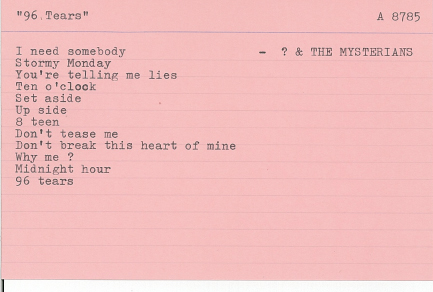 "96 Tears" A 8785
I need somebody - ? & THE MYSTERIANS
Stormy Monday
You're telling me lies
Ten o'clook
Set aside
Up side
8 teen
Don't tease me
Don't break this heart of mine
Why me ?
Midnight hour
96 tears